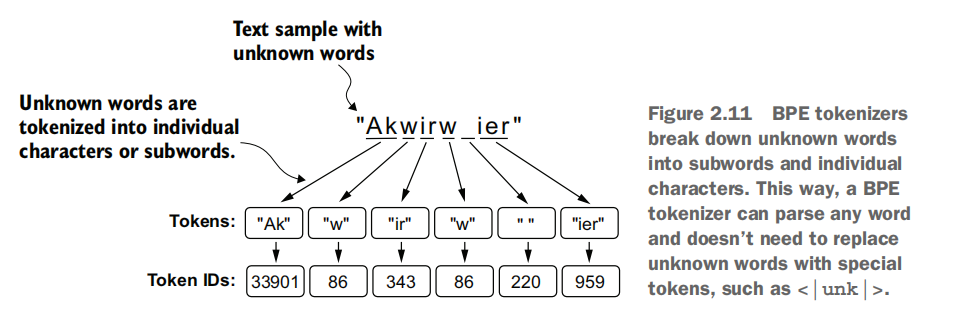 Text sample with
unknown words
Unknown words are
tokenized into individual
characters or subwords.
"Akwirw ier"
Tokens: "Ak" "w" "ir" "w" " " "ier"
Token IDs: 33901 86 343 86 220 959
Figure 2.11 BPE tokenizers
break down unknown words
into subwords and individual
characters. This way, a BPE
tokenizer can parse any word
and doesn’t need to replace
unknown words with special
tokens, such as <|unk|>.